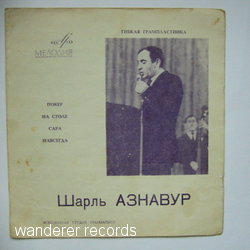 МЕЛОДИЯ
ГИБКАЯ ГРАМПЛАСТИНКА
ПОКЕР
НА СТОЛЕ
САРА
НАВСЕГДА
Шарль АЗНАВУР
wanderer records